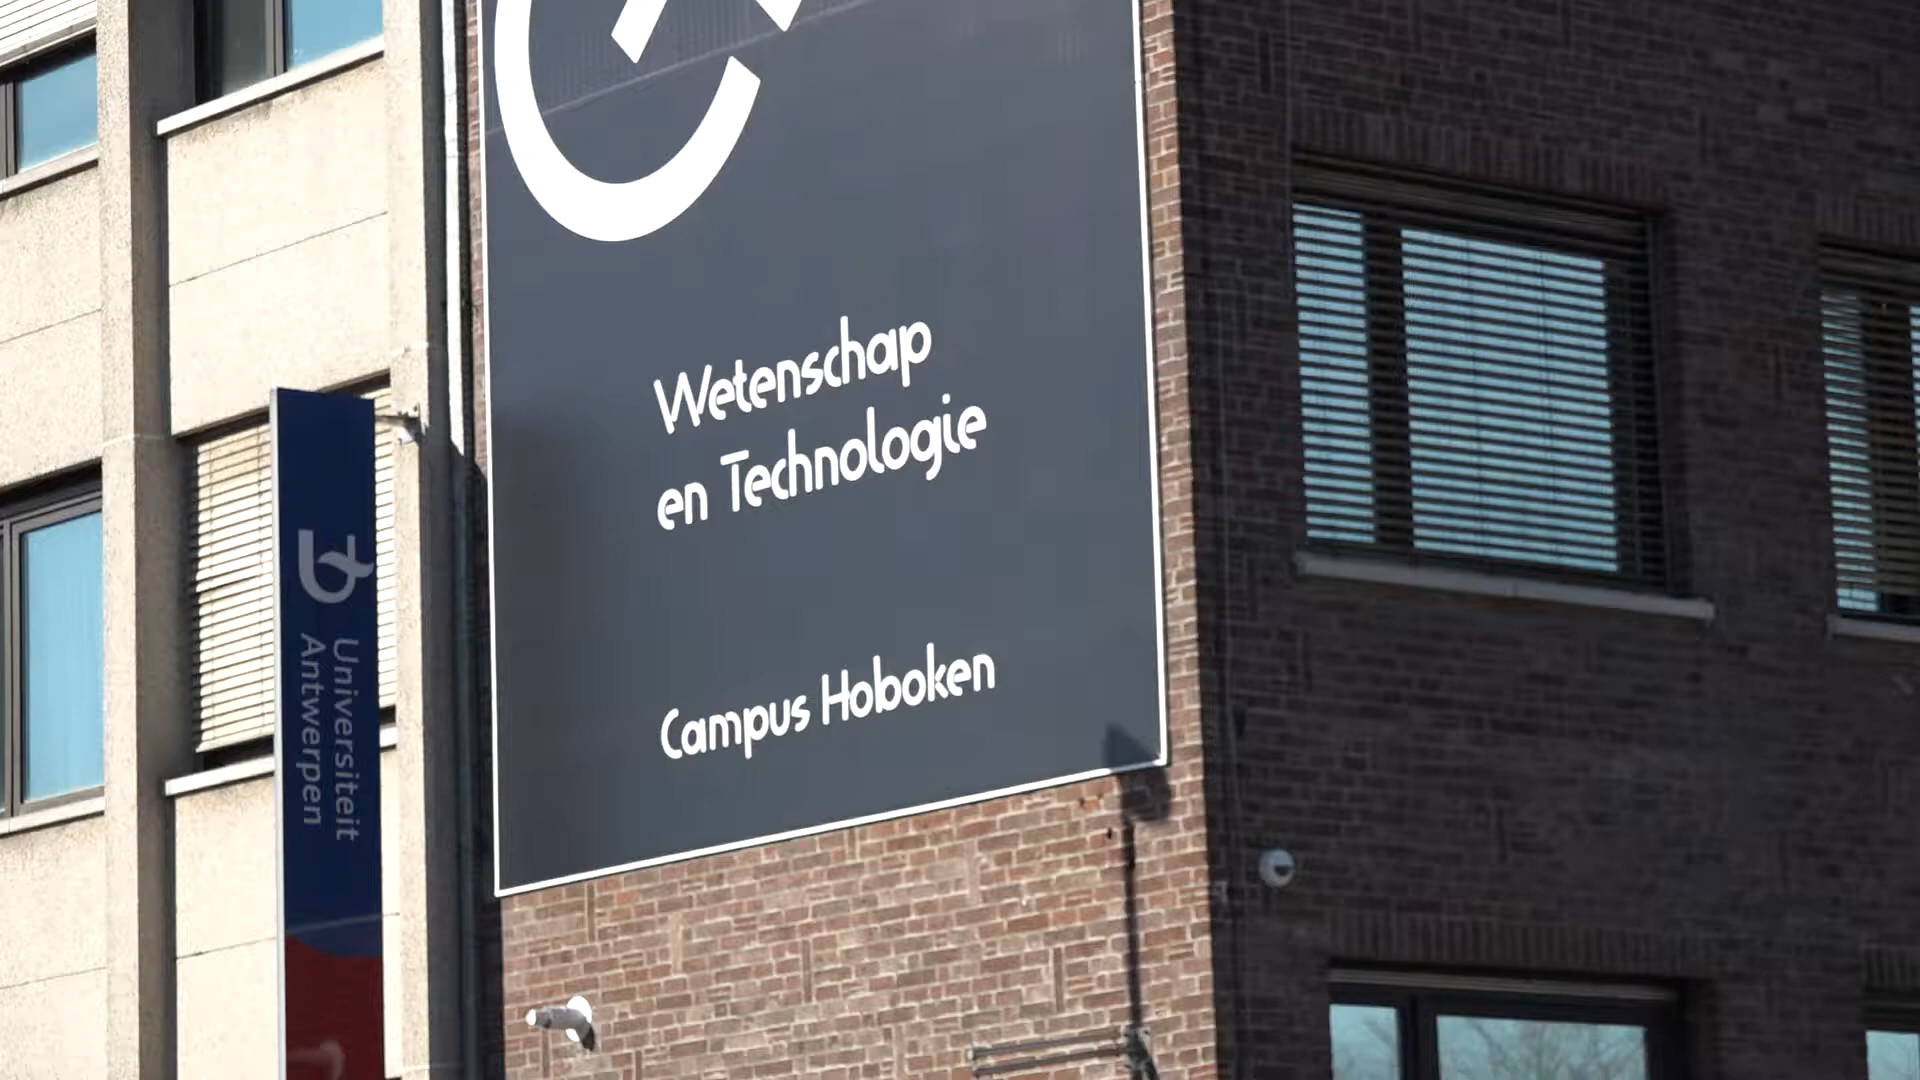 Wetenschap
en Technologie
Campus Hoboken
Universiteit
Antwerpen